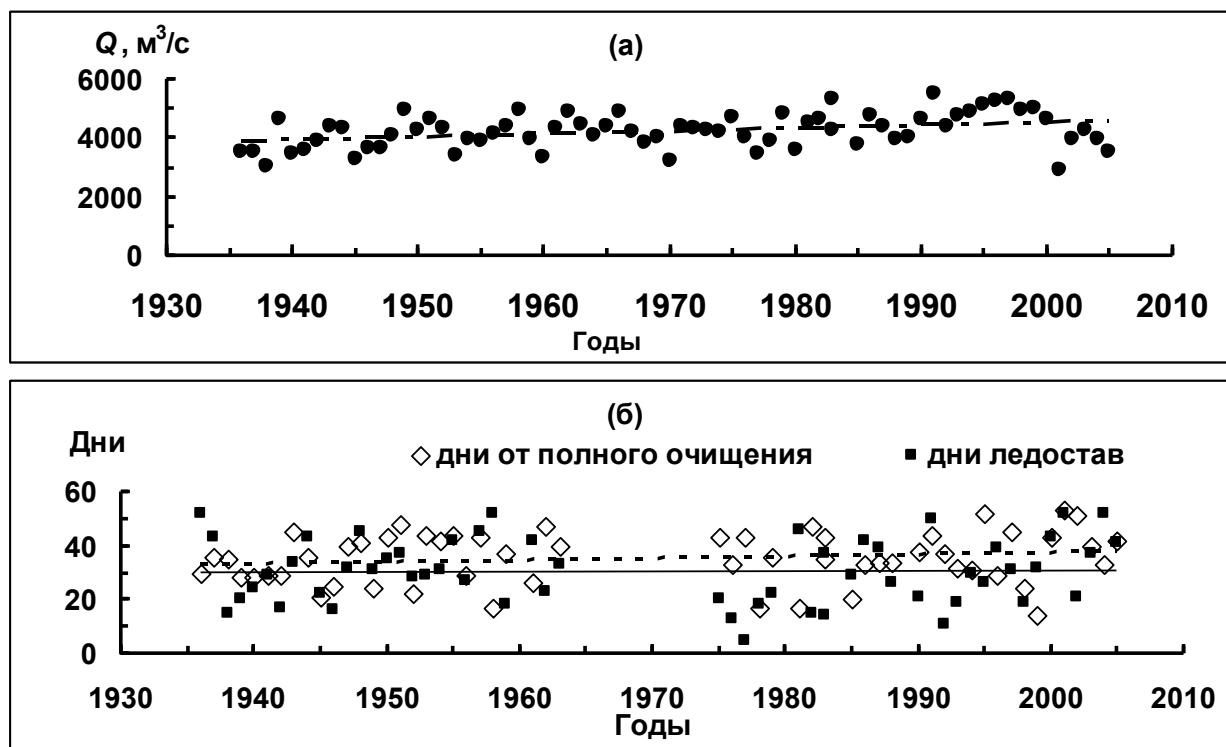 (а)
Q, м³/с
6000
4000
2000
0
1930 1940 1950 1960 1970 1980 1990 2000 2010
Годы
(б)
Дни
дни от полного очищения дни ледостав
60
40
20
0
1930 1940 1950 1960 1970 1980 1990 2000 2010
Годы